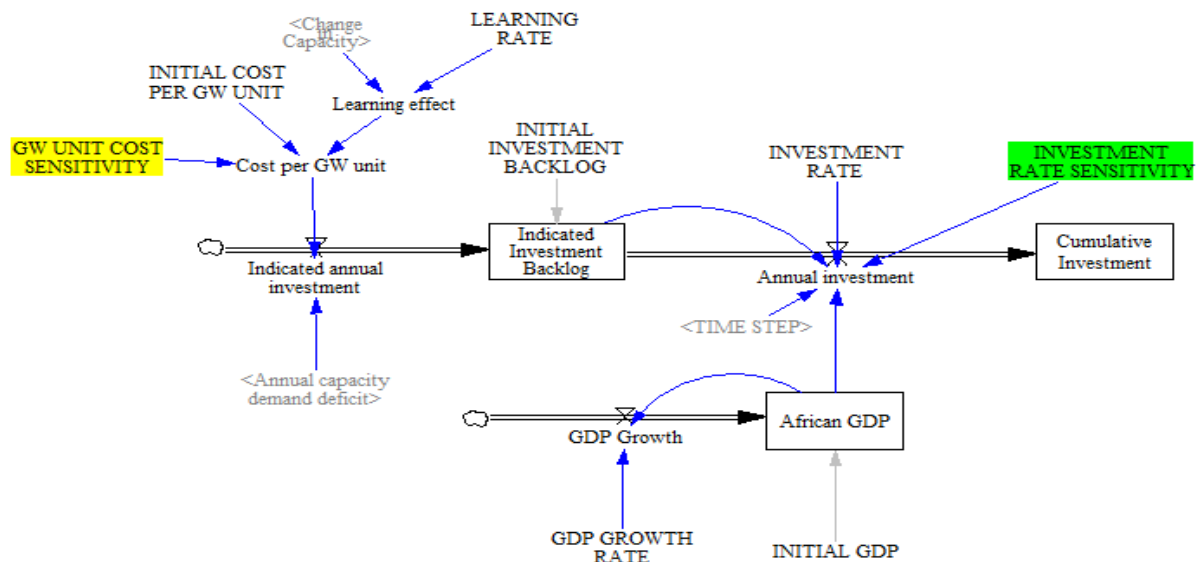 <Change
in
Capacity>
LEARNING
RATE
INITIAL COST
PER GW UNIT
Learning effect
GW UNIT COST
SENSITIVITY
Cost per GW unit
INITIAL
INVESTMENT
BACKLOG
INVESTMENT
RATE
INVESTMENT
RATE SENSITIVITY
Indicated annual
investment
Indicated
Investment
Backlog
Annual investment
Cumulative
Investment
<TIME STEP>
<Annual capacity
demand deficit>
GDP Growth
African GDP
GDP GROWTH
RATE
INITIAL GDP